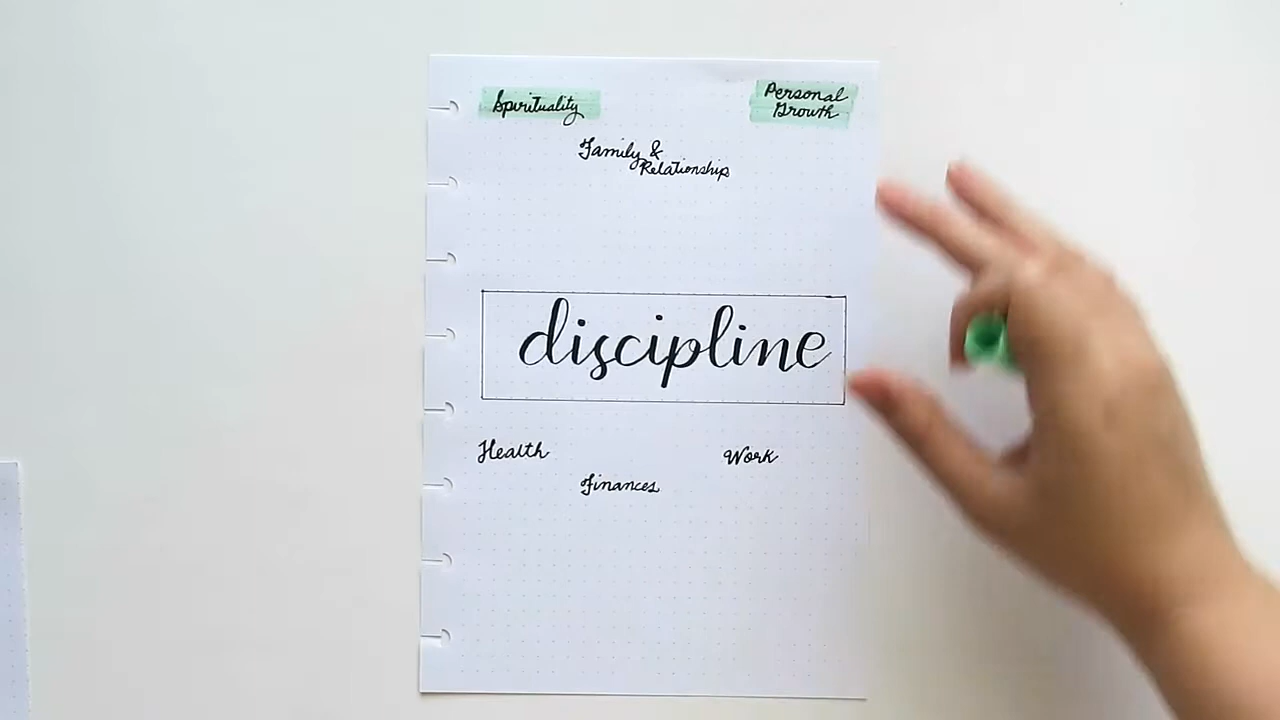 Spirituality
Personal
Growth
Family &
Relationship
discipline
Health
Work
Finances